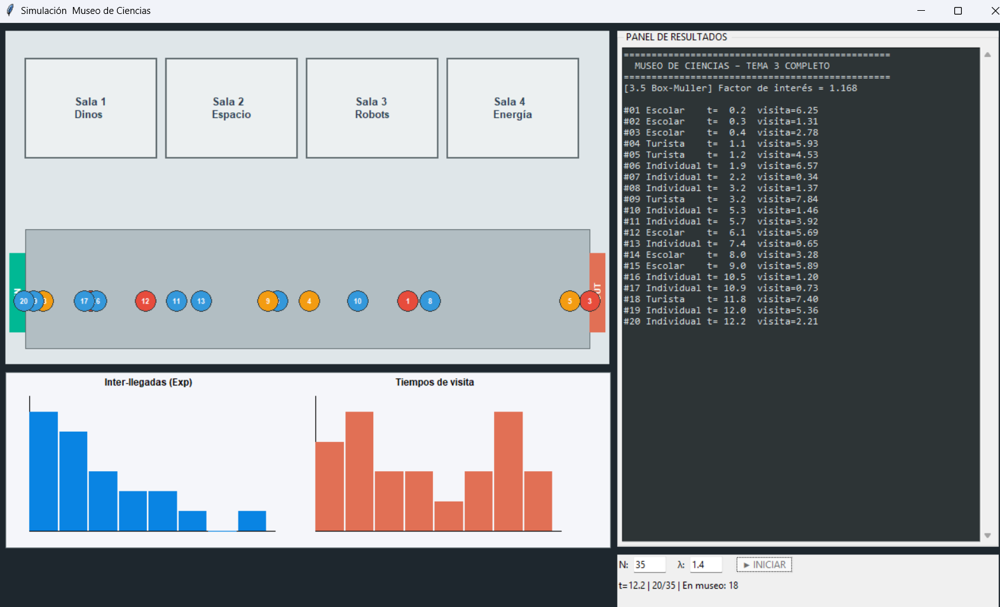 Simulación  Museo de Ciencias
Sala 1
Dinos
Sala 2
Espacio
Sala 3
Robots
Sala 4
Energía
20
9
3
17
6
12
11
13
9
4
10
1
8
5
3
Inter-llegadas (Exp)
Tiempos de visita
PANEL DE RESULTADOS
================================================
MUSEO DE CIENCIAS – TEMA 3 COMPLETO
================================================
[3.5 Box-Muller] Factor de interés = 1.168
#01 Escolar    t=  0.2  visita=6.25
#02 Escolar    t=  0.3  visita=1.31
#03 Escolar    t=  0.4  visita=2.78
#04 Turista    t=  1.1  visita=5.93
#05 Turista    t=  1.2  visita=4.53
#06 Individual t=  1.9  visita=6.57
#07 Individual t=  2.2  visita=0.34
#08 Individual t=  3.2  visita=1.37
#09 Turista    t=  3.2  visita=7.84
#10 Individual t=  5.3  visita=1.46
#11 Individual t=  5.7  visita=3.92
#12 Escolar    t=  6.1  visita=5.69
#13 Individual t=  7.4  visita=0.65
#14 Escolar    t=  8.0  visita=3.28
#15 Escolar    t=  9.0  visita=5.89
#16 Individual t= 10.5  visita=1.20
#17 Individual t= 10.9  visita=0.73
#18 Turista    t= 11.8  visita=7.40
#19 Individual t= 12.0  visita=5.36
#20 Individual t= 12.2  visita=2.21
N: 35 λ: 1.4 ► INICIAR
t=12.2 | 20/35 | En museo: 18